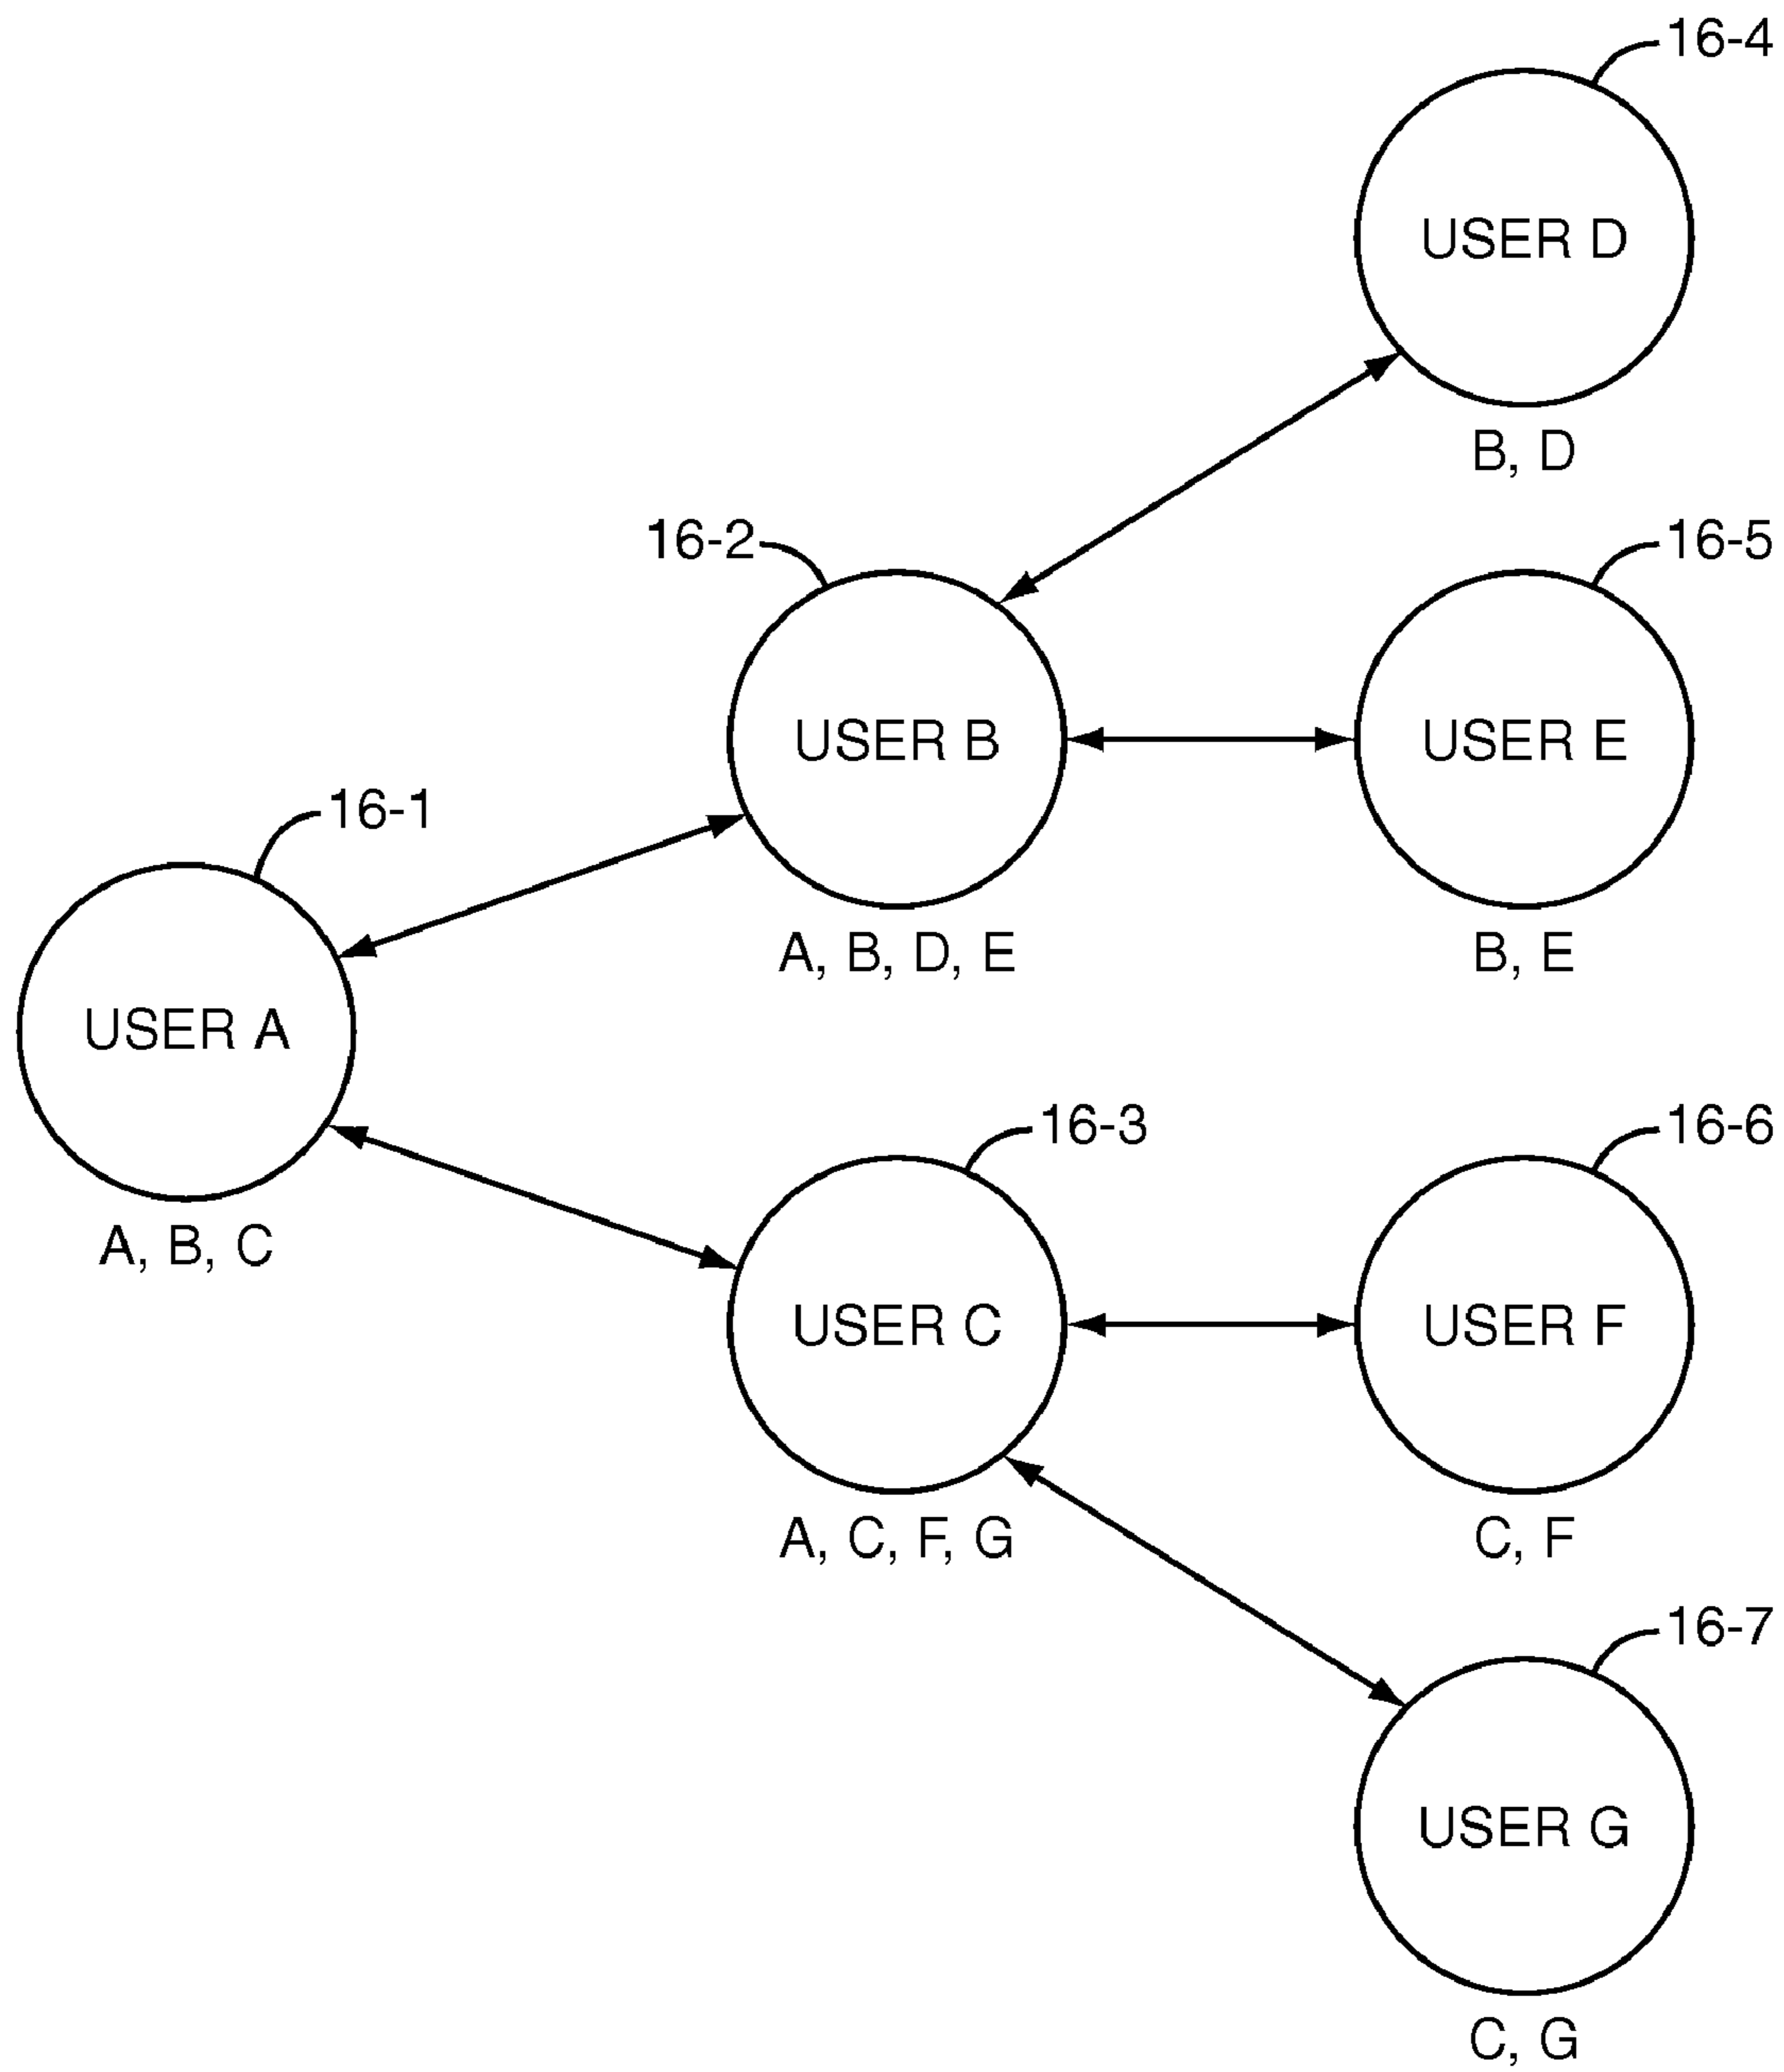 16-4
USER D
B, D
16-2
16-5
USER B
USER E
A, B, D, E
B, E
16-1
USER A
A, B, C
16-3
16-6
USER C
USER F
A, C, F, G
C, F
16-7
USER G
C, G